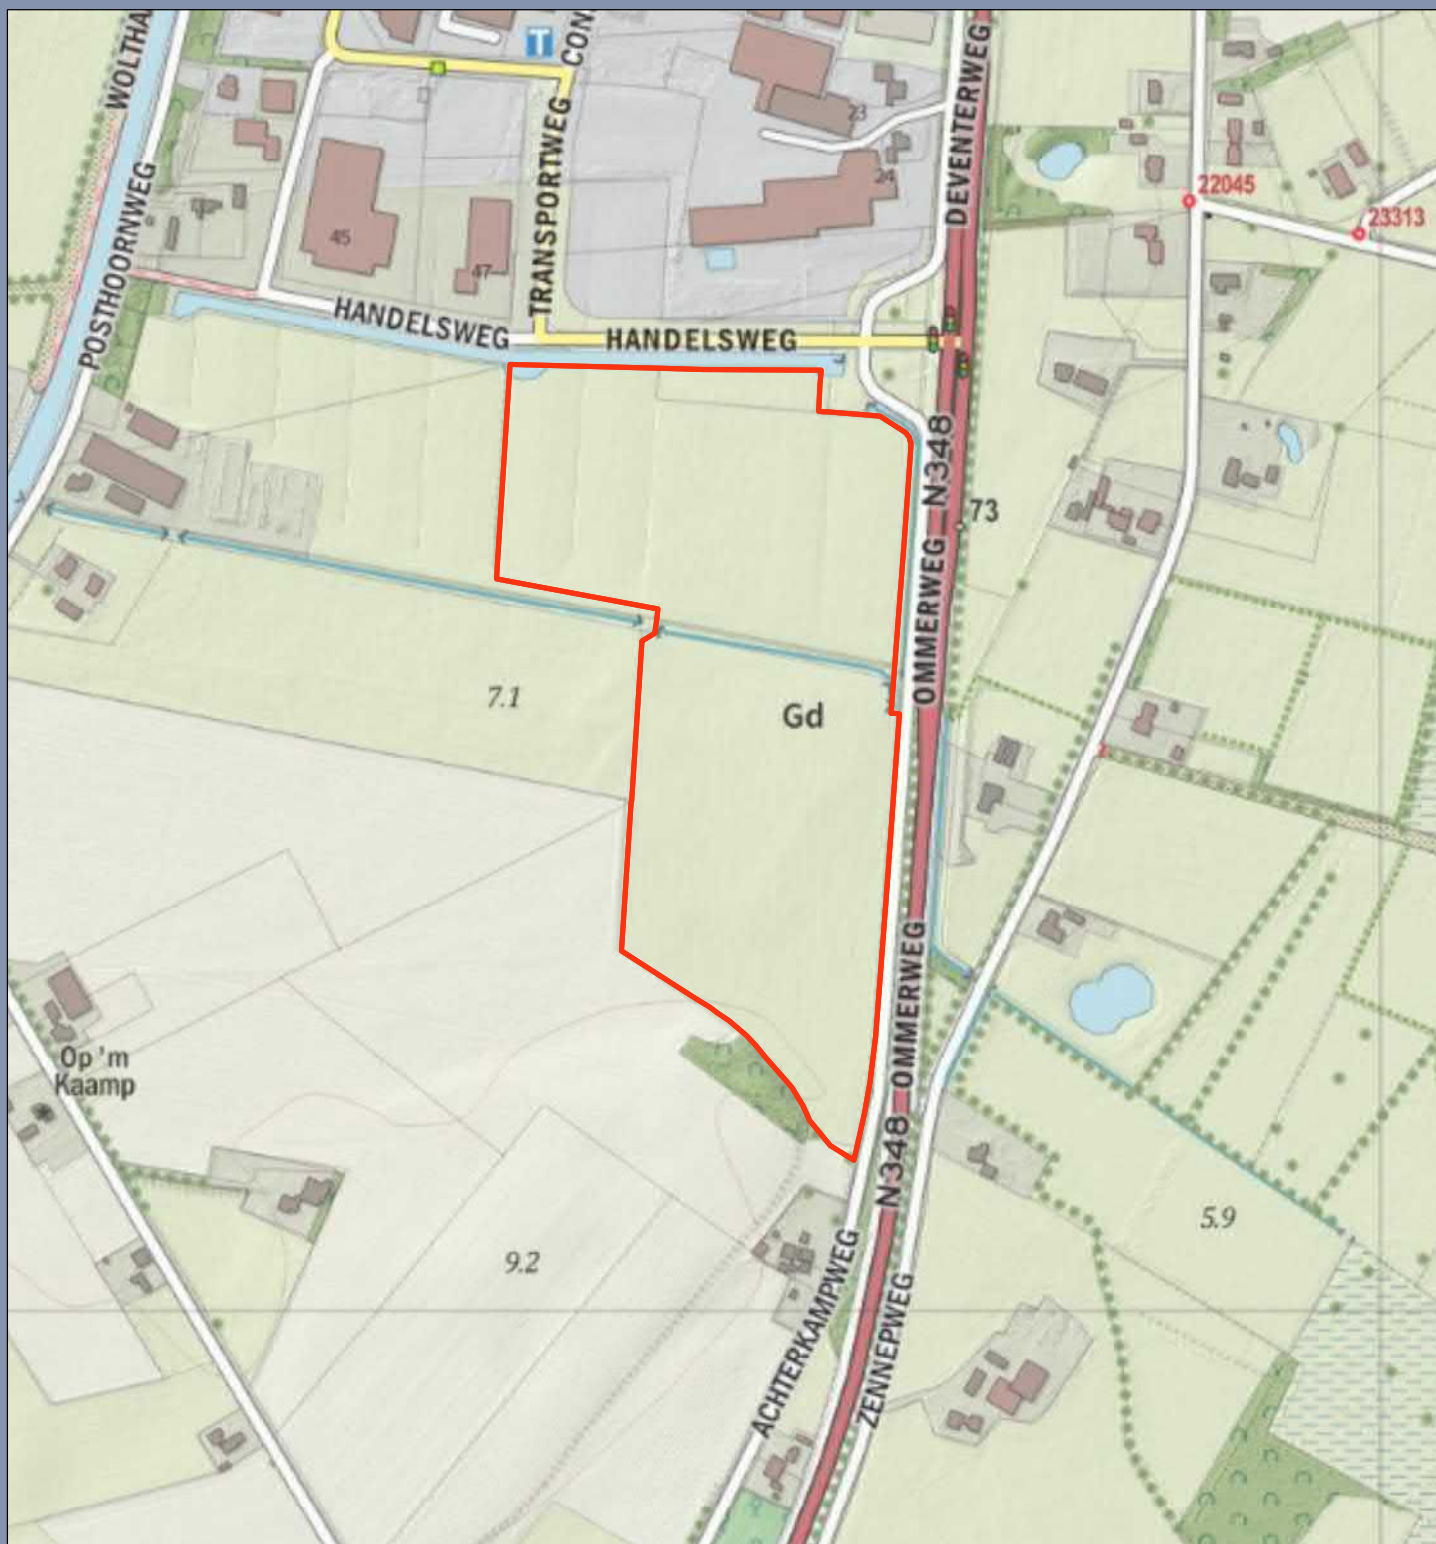 WOLTHA
T
CON
TRANSPORTWEG
DEVENTERWEG
23
24
22045
23313
POSTHOORNWEG
45
47
HANDELSWEG
HANDELSWEG
N348
73
OMMERWEG
7.1
Gd
OMMERWEG
Op 'm
Kaamp
N348
5.9
9.2
ACHTERKAMPWEG
ZENNEPWEG